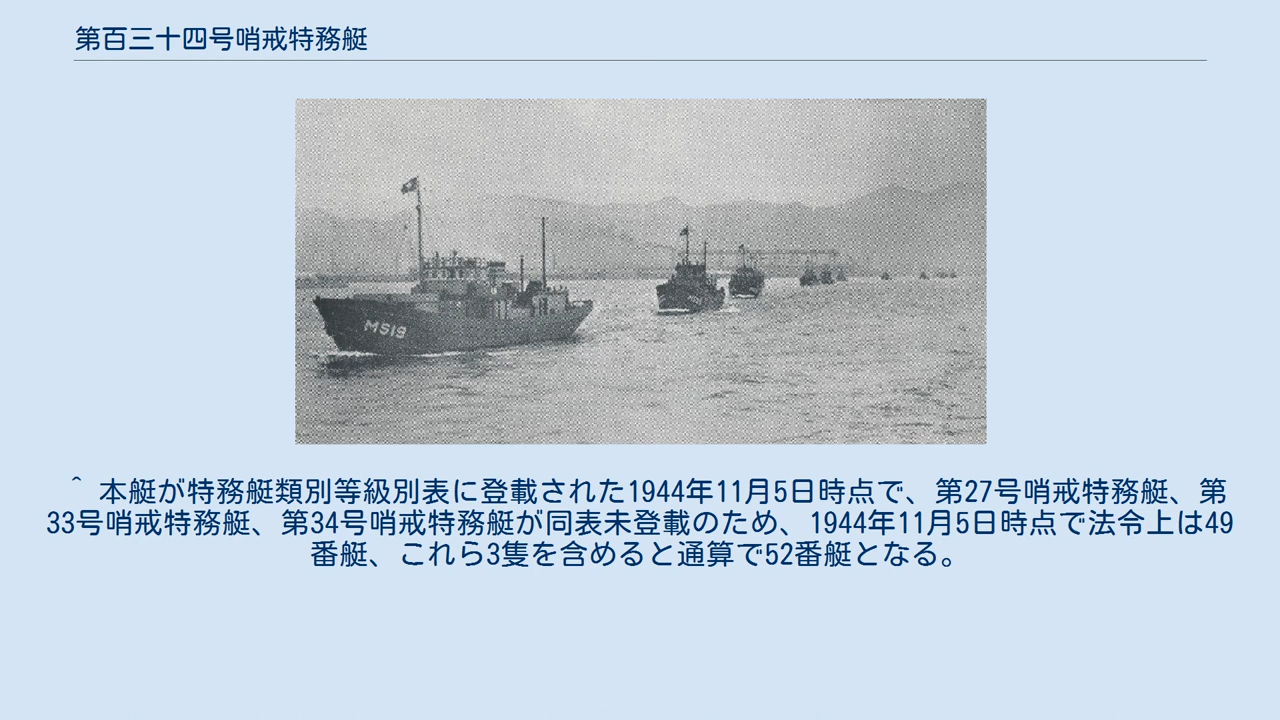 第百三十四号哨戒特務艇
M519
^ 本艇が特務艇類別等級別表に登載された1944年11月5日時点で、第27号哨戒特務艇、第
33号哨戒特務艇、第34号哨戒特務艇が同表未登載のため、1944年11月5日時点で法令上は49
番艇、これら3隻を含めると通算で52番艇となる。